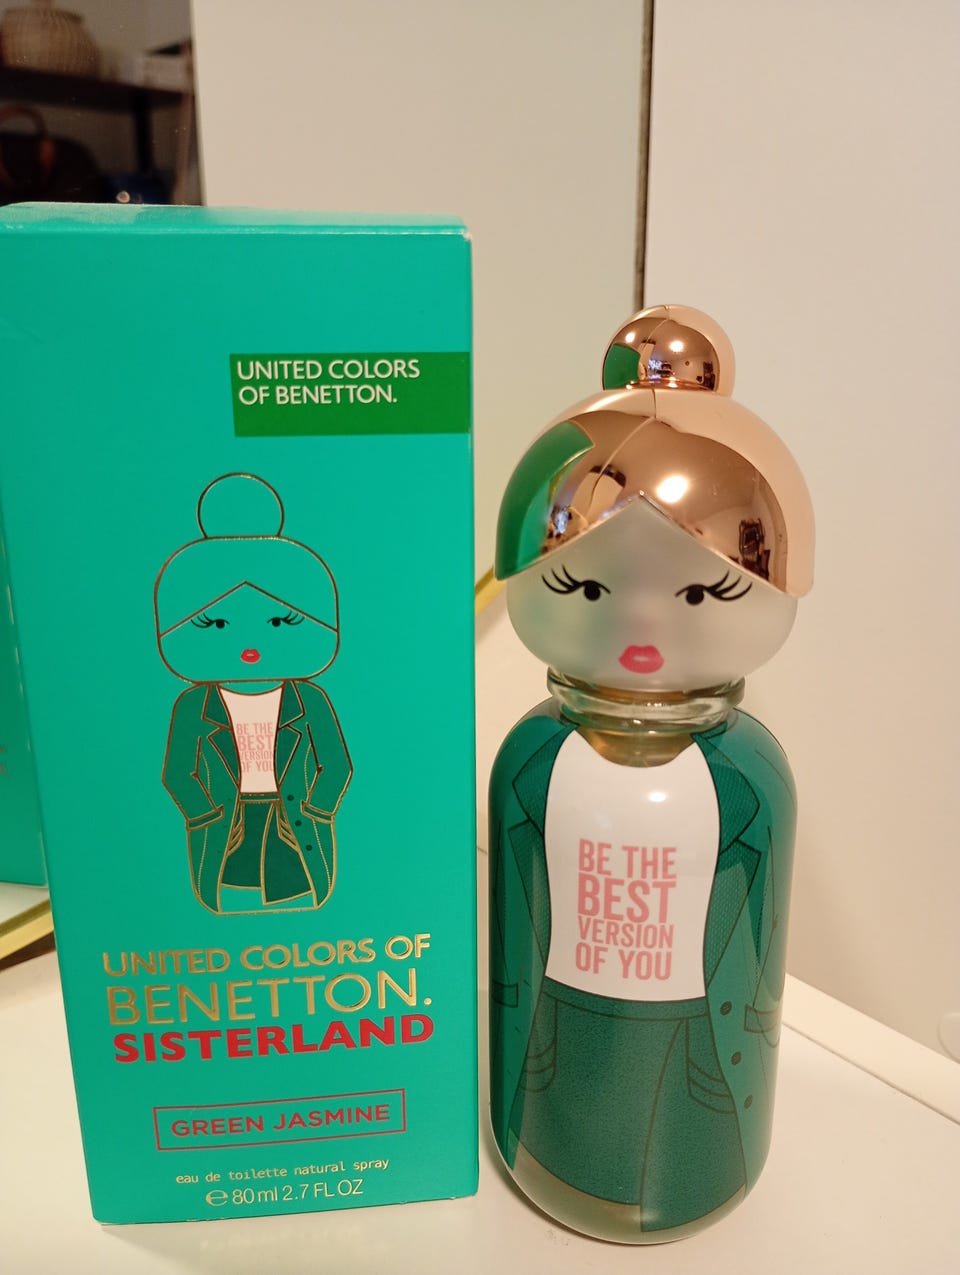 UNITED COLORS
OF BENETTON.
BE THE
BEST
VERSION
OF YOU
UNITED COLORS OF
BENETTON.
SISTERLAND
GREEN JASMINE
eau de toilette natural spray
℮ 80 ml 2.7 FL OZ
BE THE
BEST
VERSION
OF YOU